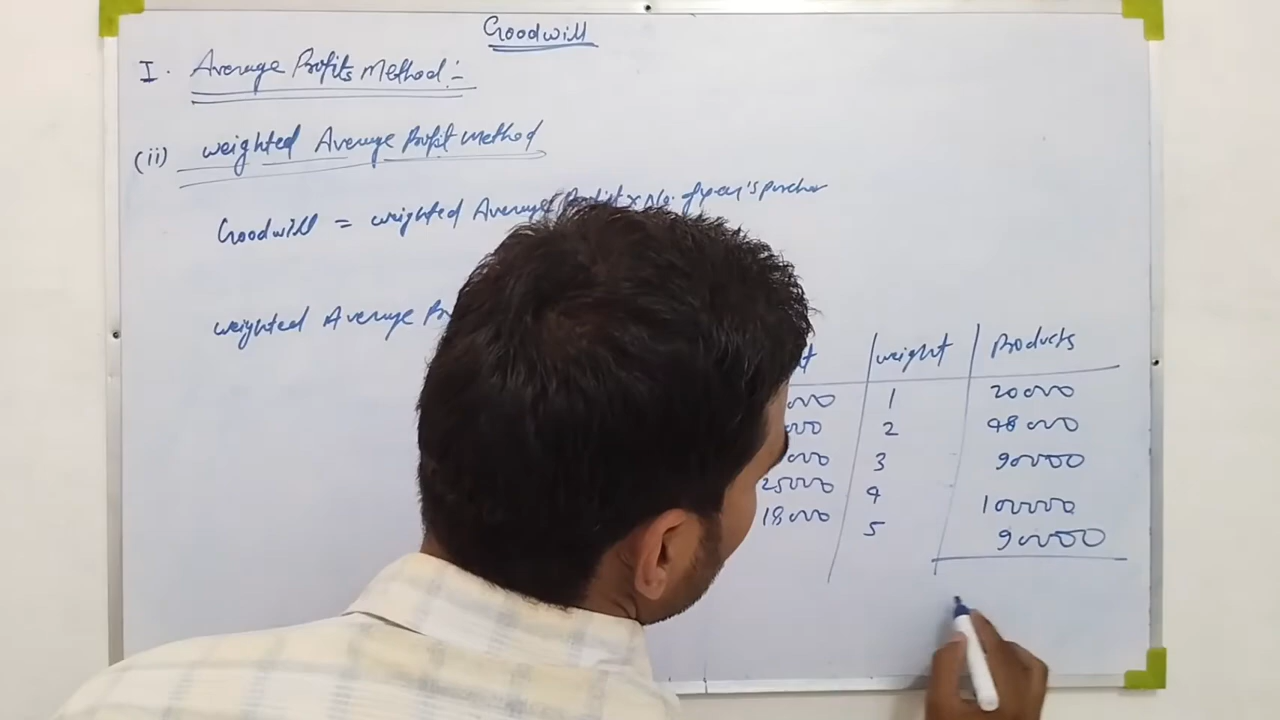 Goodwill
I. Average Profits Method :-
(ii) weighted Average Profit method
Goodwill = weighted Average Profit x No. of year's purchase
weighted Average
weight Products
1 20000
2 48000
3 90000
25000 4 100000
18000 5 90000